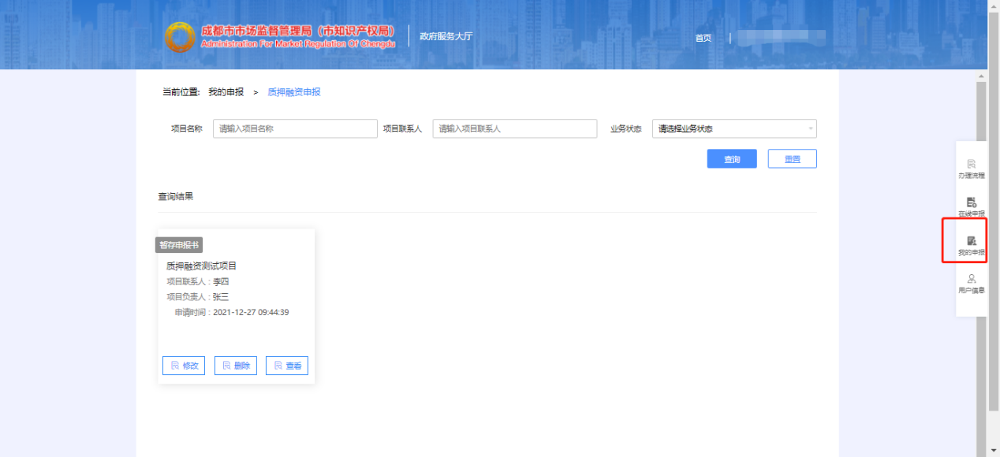 成都市市场监督管理局（市知识产权局）
Administration For Market Regulation Of Chengdu
政府服务大厅
首页
当前位置: 我的申报 > 质押融资申报
项目名称 请输入项目名称 项目联系人 请输入项目联系人 业务状态 请选择业务状态
查询 重置
查询结果
暂存申报书
质押融资测试项目
项目联系人 : 李四
项目负责人 : 张三
申请时间 : 2021-12-27 09:44:39
修改 删除 查看
办理流程
在线申报
我的申报
用户信息